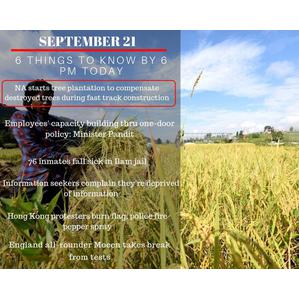 SEPTEMBER 21
6 THINGS TO KNOW BY 6
PM TODAY
NA starts tree plantation to compensate
destroyed trees during fast track construction
Employees' capacity building thru one-door
policy: Minister Pandit
76 inmates fall sick in Ilam jail
Information seekers complain they're deprived
of information
Hong Kong protesters burn flag, police fire
pepper spray
England all-rounder Moeen takes break
from tests